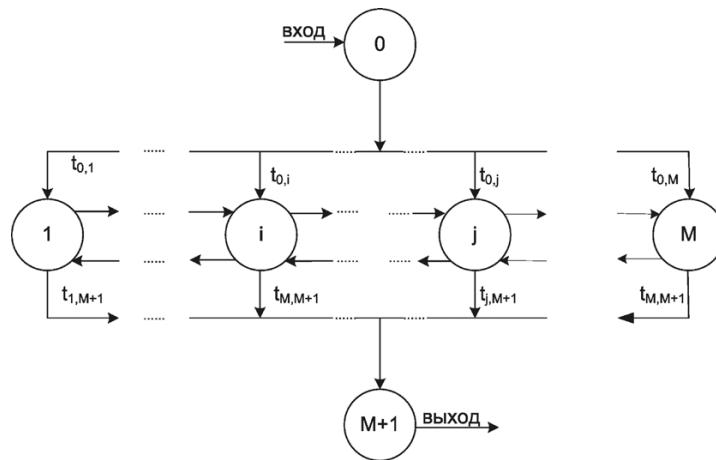 ВХОД
0
t0,1
t0,i
t0,j
t0,M
1
i
j
M
t1,M+1
tM,M+1
tj,M+1
tM,M+1
M+1
ВЫХОД